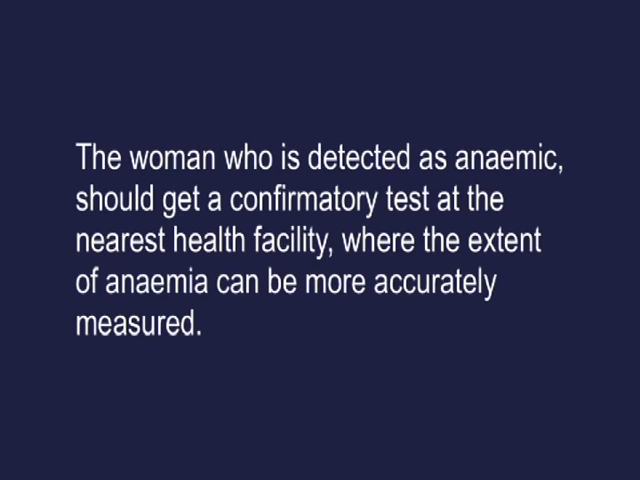 The woman who is detected as anaemic,
should get a confirmatory test at the
nearest health facility, where the extent
of anaemia can be more accurately
measured.